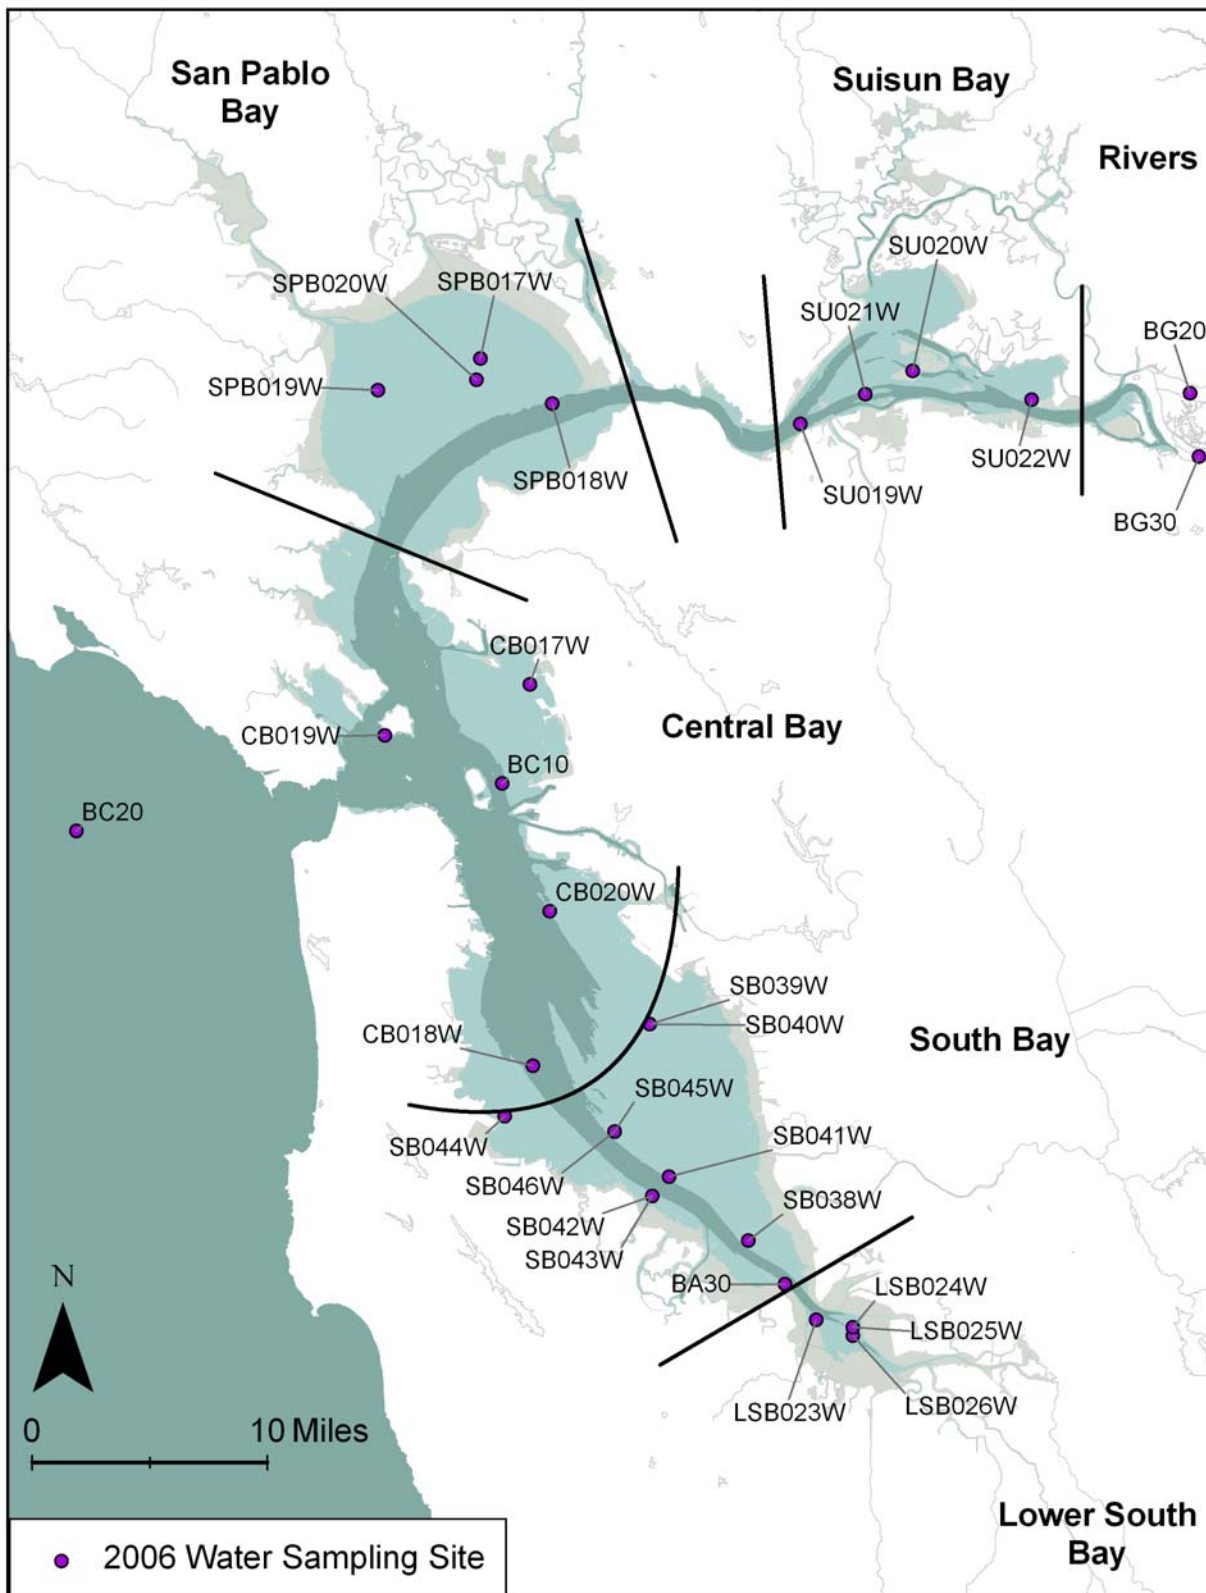 San Pablo
Bay
Suisun Bay
Rivers
SU020W
SPB020W
SPB017W
SU021W
BG20
SPB019W
SU022W
SPB018W
SU019W
BG30
CB017W
Central Bay
CB019W
BC10
BC20
CB020W
SB039W
SB040W
CB018W
South Bay
SB045W
SB044W
SB041W
SB046W
SB038W
SB042W
SB043W
BA30
LSB024W
LSB025W
LSB026W
LSB023W
N
0
10 Miles
Lower South
Bay
2006 Water Sampling Site